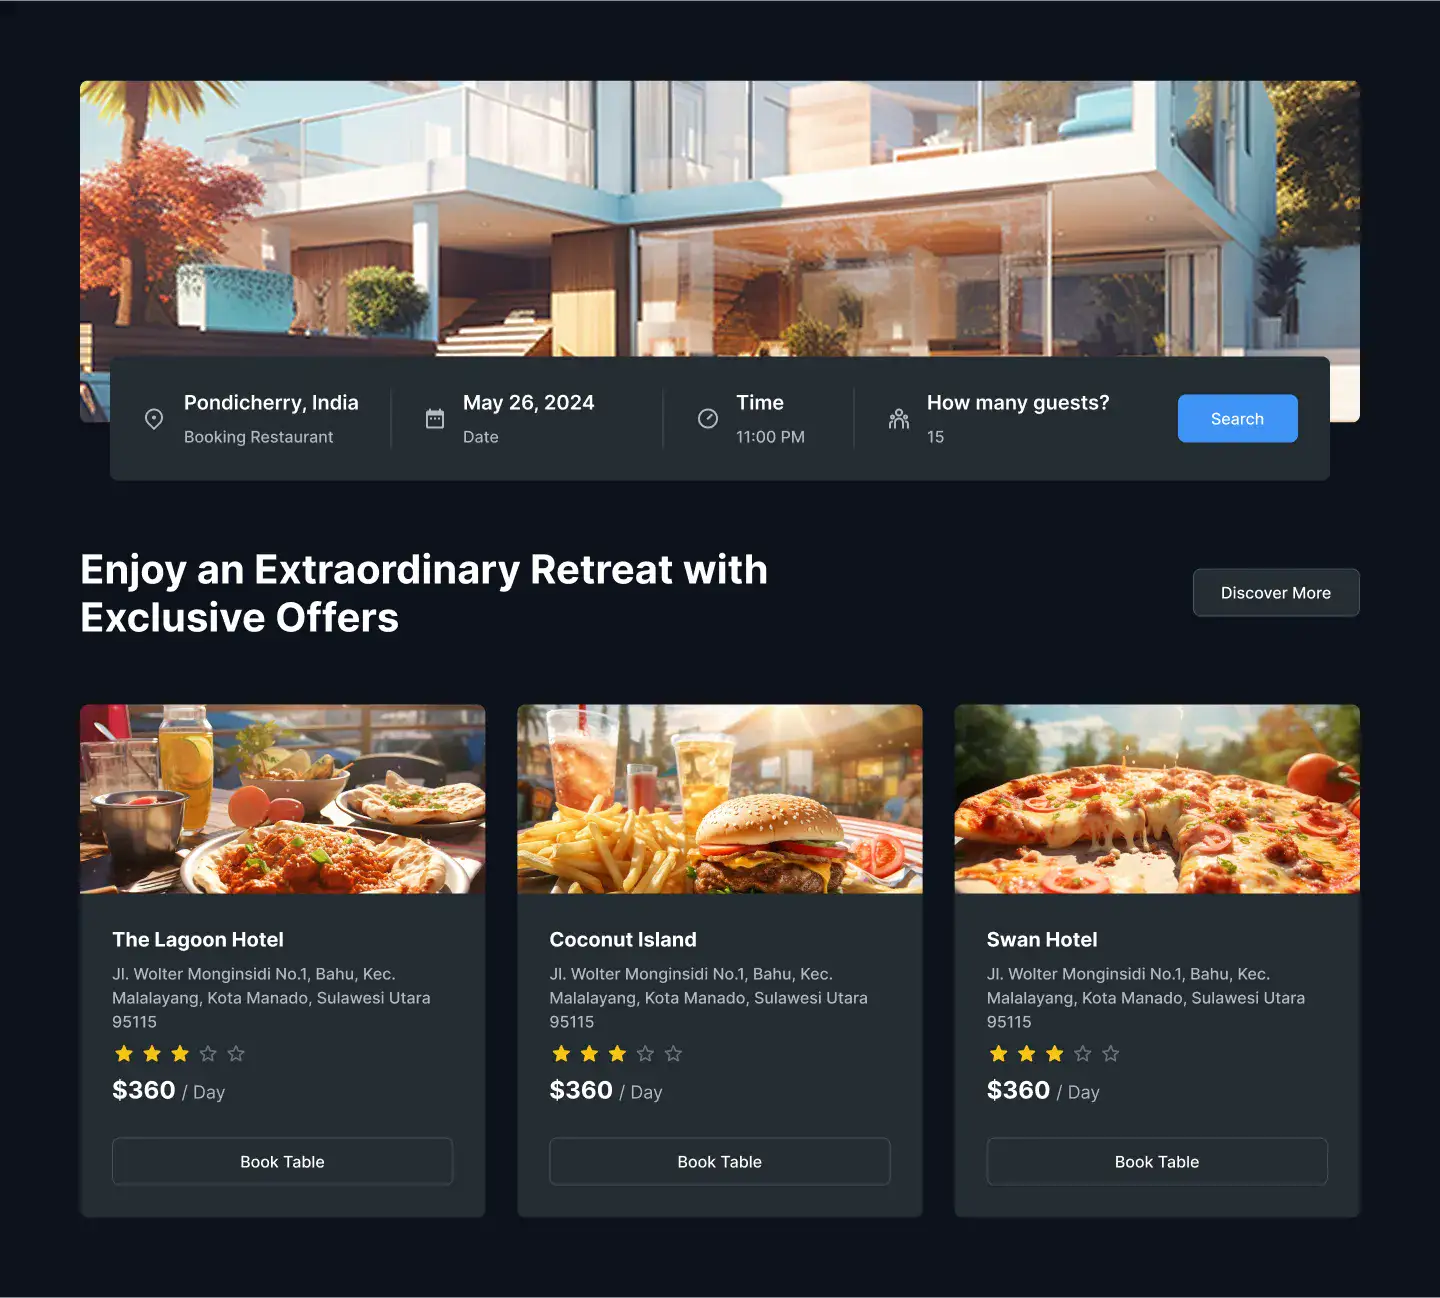 Pondicherry, India
Booking Restaurant
May 26, 2024
Date
Time
11:00 PM
How many guests?
15
Search
Enjoy an Extraordinary Retreat with
Exclusive Offers
Discover More
The Lagoon Hotel
Jl. Wolter Monginsidi No.1, Bahu, Kec.
Malalayang, Kota Manado, Sulawesi Utara
95115
$360 / Day
Book Table
Coconut Island
Jl. Wolter Monginsidi No.1, Bahu, Kec.
Malalayang, Kota Manado, Sulawesi Utara
95115
$360 / Day
Book Table
Swan Hotel
Jl. Wolter Monginsidi No.1, Bahu, Kec.
Malalayang, Kota Manado, Sulawesi Utara
95115
$360 / Day
Book Table